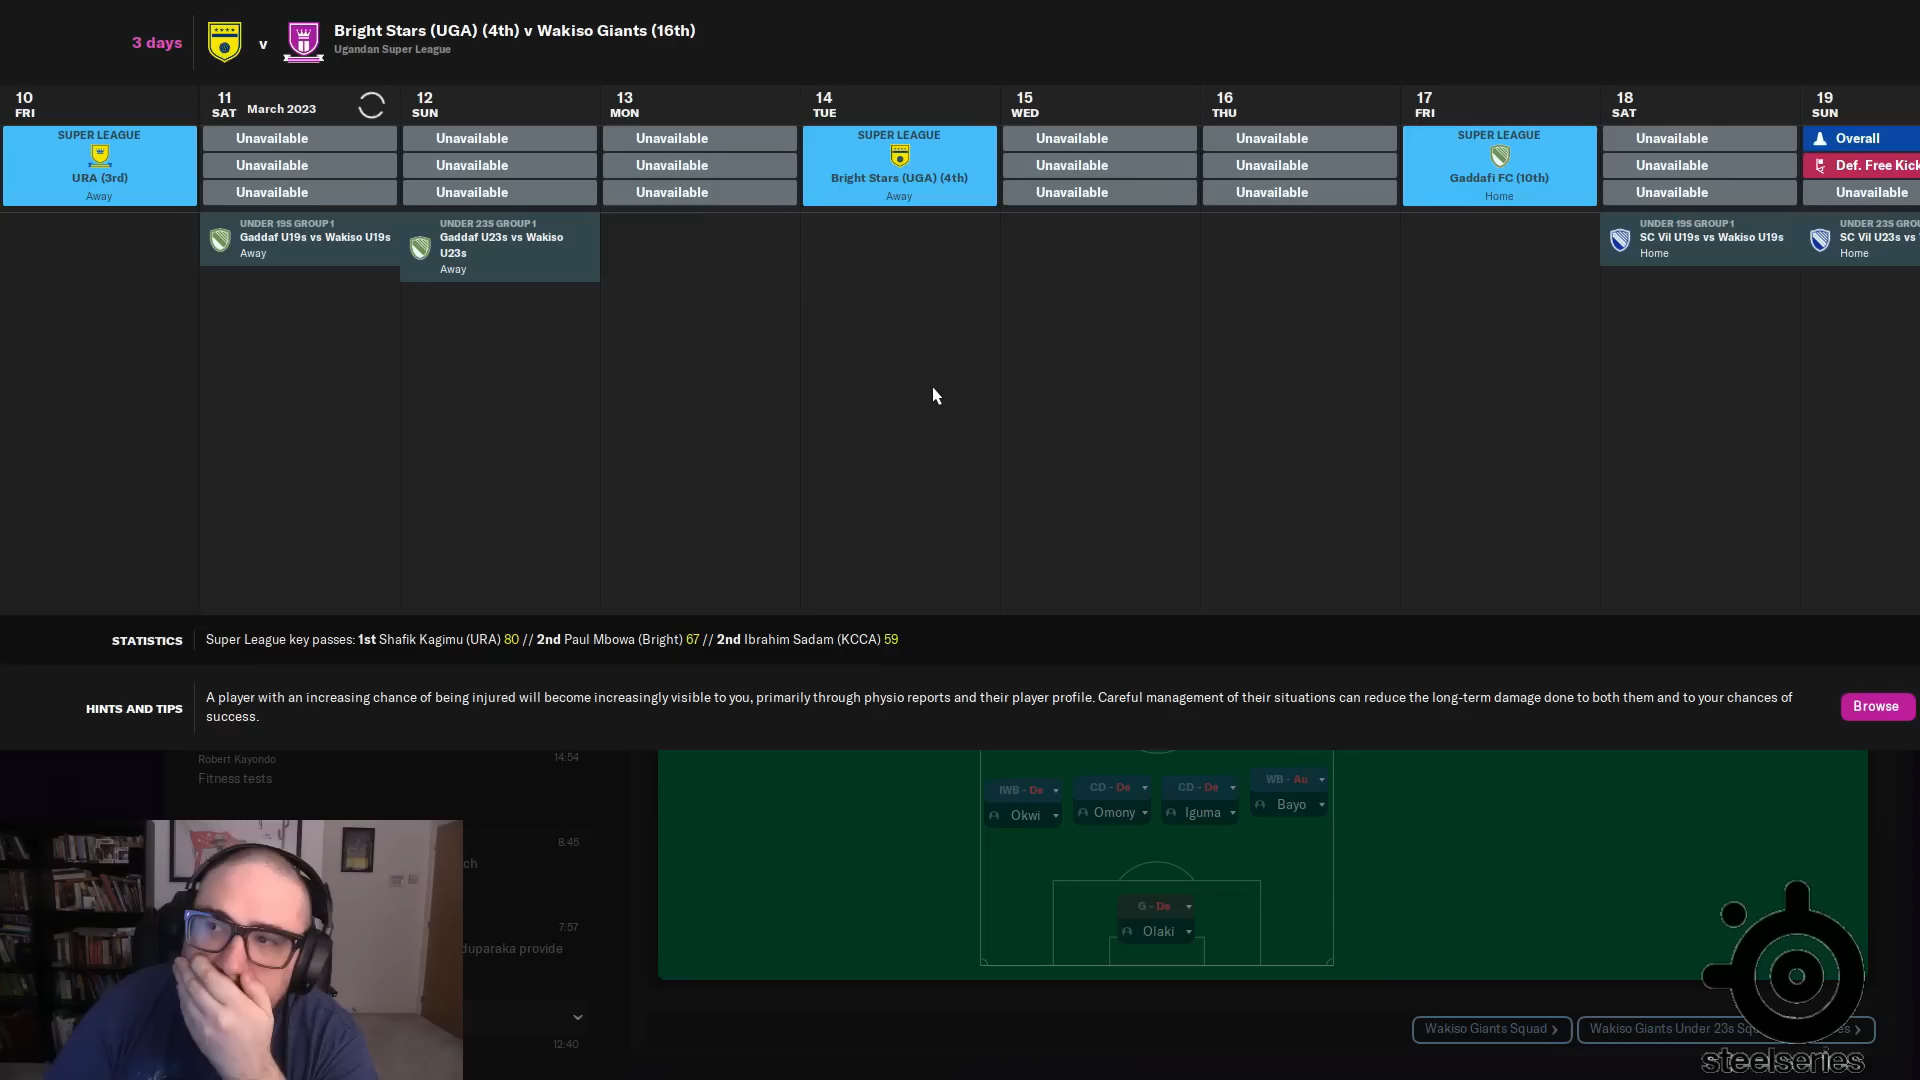 3 days
v
Bright Stars (UGA) (4th) v Wakiso Giants (16th)
Ugandan Super League
10
FRI
11
SAT March 2023
12
SUN
13
MON
14
TUE
15
WED
16
THU
17
FRI
18
SAT
19
SUN
SUPER LEAGUE
URA (3rd)
Away
Unavailable
Unavailable
Unavailable
Unavailable
Unavailable
Unavailable
Unavailable
Unavailable
Unavailable
SUPER LEAGUE
Bright Stars (UGA) (4th)
Away
Unavailable
Unavailable
Unavailable
Unavailable
Unavailable
Unavailable
SUPER LEAGUE
Gaddafi FC (10th)
Home
Unavailable
Unavailable
Unavailable
Overall
Def. Free Kick
Unavailable
UNDER 19S GROUP 1
Gaddaf U19s vs Wakiso U19s
Away
UNDER 23S GROUP 1
Gaddaf U23s vs Wakiso
U23s
Away
UNDER 19S GROUP 1
SC Vil U19s vs Wakiso U19s
Home
UNDER 23S GROU
SC Vil U23s vs
Home
STATISTICS
Super League key passes: 1st Shafik Kagimu (URA) 80 // 2nd Paul Mbowa (Bright) 67 // 2nd Ibrahim Sadam (KCCA) 59
HINTS AND TIPS
A player with an increasing chance of being injured will become increasingly visible to you, primarily through physio reports and their player profile. Careful management of their situations can reduce the long-term damage done to both them and to your chances of
success.
Browse
Robert Kayondo
14:54
Fitness tests
8:45
ch
7:57
duparaka provide
12:40
IWB - De
Okwi
CD - De
Omony
CD - De
Iguma
WB - Au
Bayo
G - De
Olaki
Wakiso Giants Squad
Wakiso Giants Under 23s
steelseries